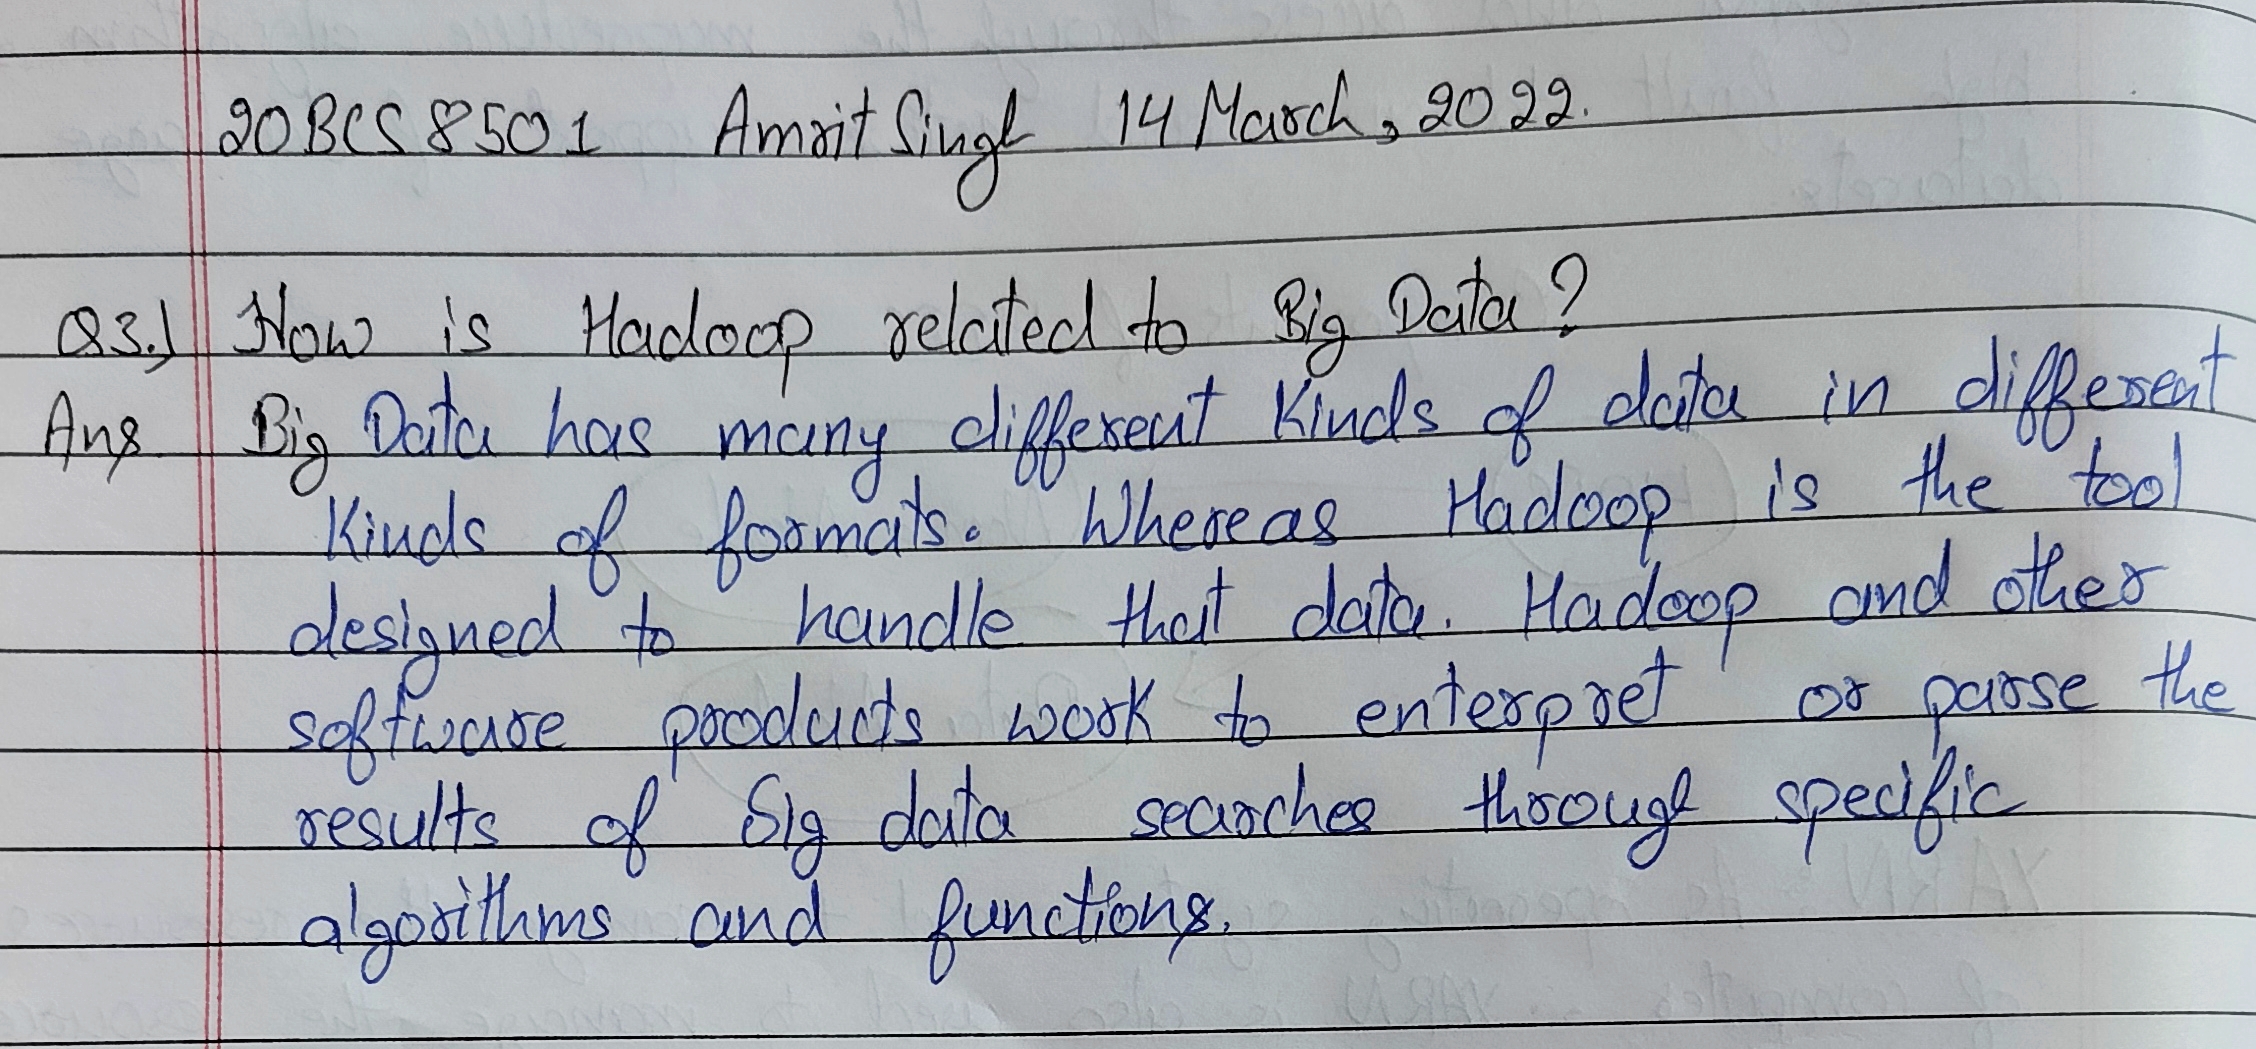 20BCS8501 Amrit Singh 14 March, 2022.
Q3.) How is Hadoop related to Big Data?
Ans. Big Data has many different kinds of data in different
kinds of formats. Whereas Hadoop is the tool
designed to handle that data. Hadoop and other
software products work to enterpret or parse the
results of big data searches through specific
algorithms and functions.